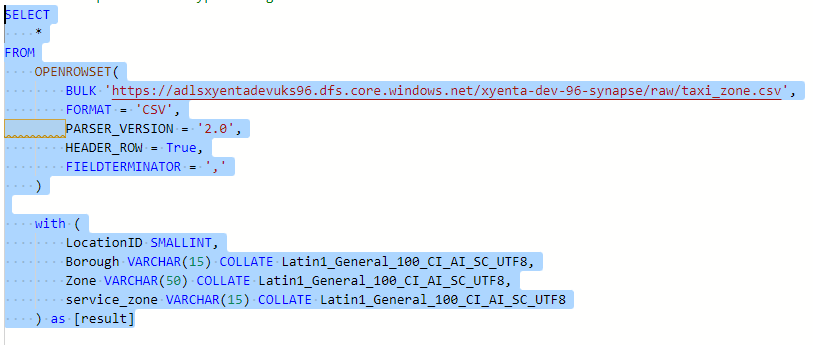 SELECT
*
FROM
OPENROWSET(
BULK 'https://adlsxyentadevuks96.dfs.core.windows.net/xyenta-dev-96-synapse/raw/taxi_zone.csv',
FORMAT = 'CSV',
PARSER_VERSION = '2.0',
HEADER_ROW = True,
FIELDTERMINATOR = ','
)
with (
LocationID SMALLINT,
Borough VARCHAR(15) COLLATE Latin1_General_100_CI_AI_SC_UTF8,
Zone VARCHAR(50) COLLATE Latin1_General_100_CI_AI_SC_UTF8,
service_zone VARCHAR(15) COLLATE Latin1_General_100_CI_AI_SC_UTF8
) as [result]